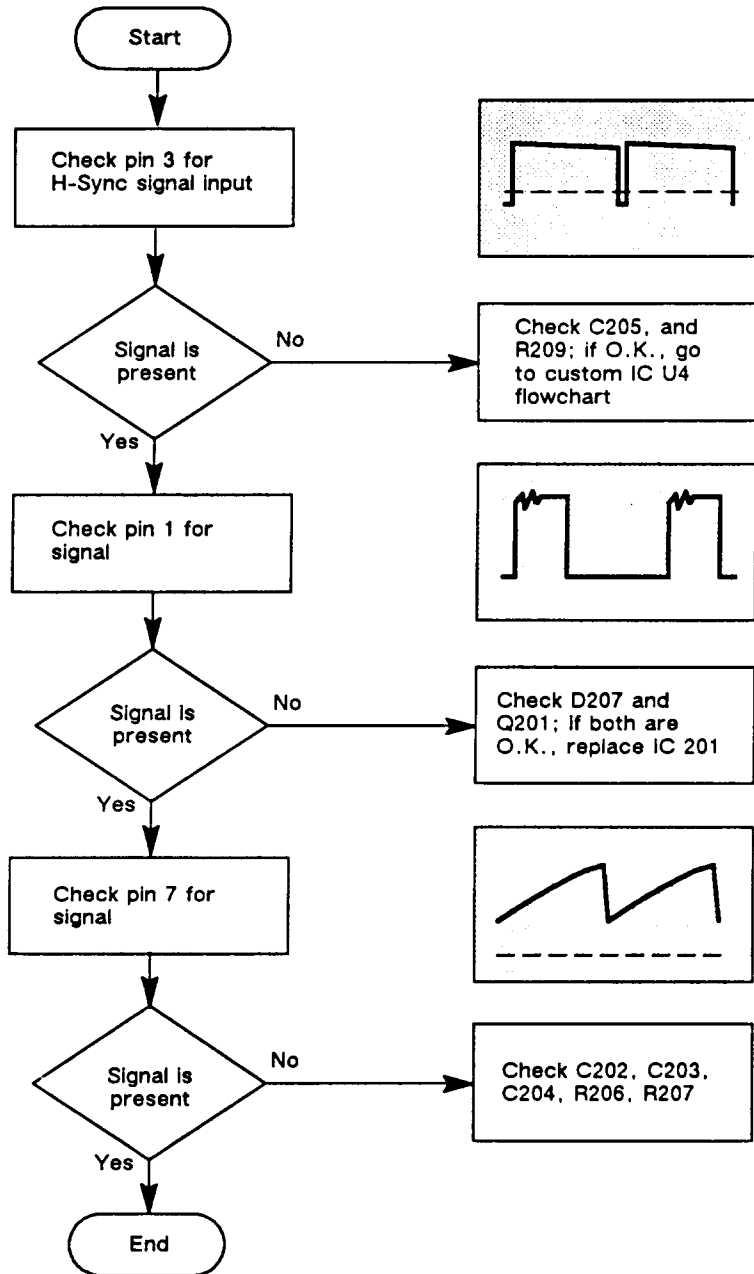 Start
Check pin 3 for
H-Sync signal input
Signal is
present
No
Check C205, and
R209; if O.K., go
to custom IC U4
flowchart
Yes
Check pin 1 for
signal
Signal is
present
No
Check D207 and
Q201; if both are
O.K., replace IC 201
Yes
Check pin 7 for
signal
Signal is
present
No
Check C202, C203,
C204, R206, R207
Yes
End